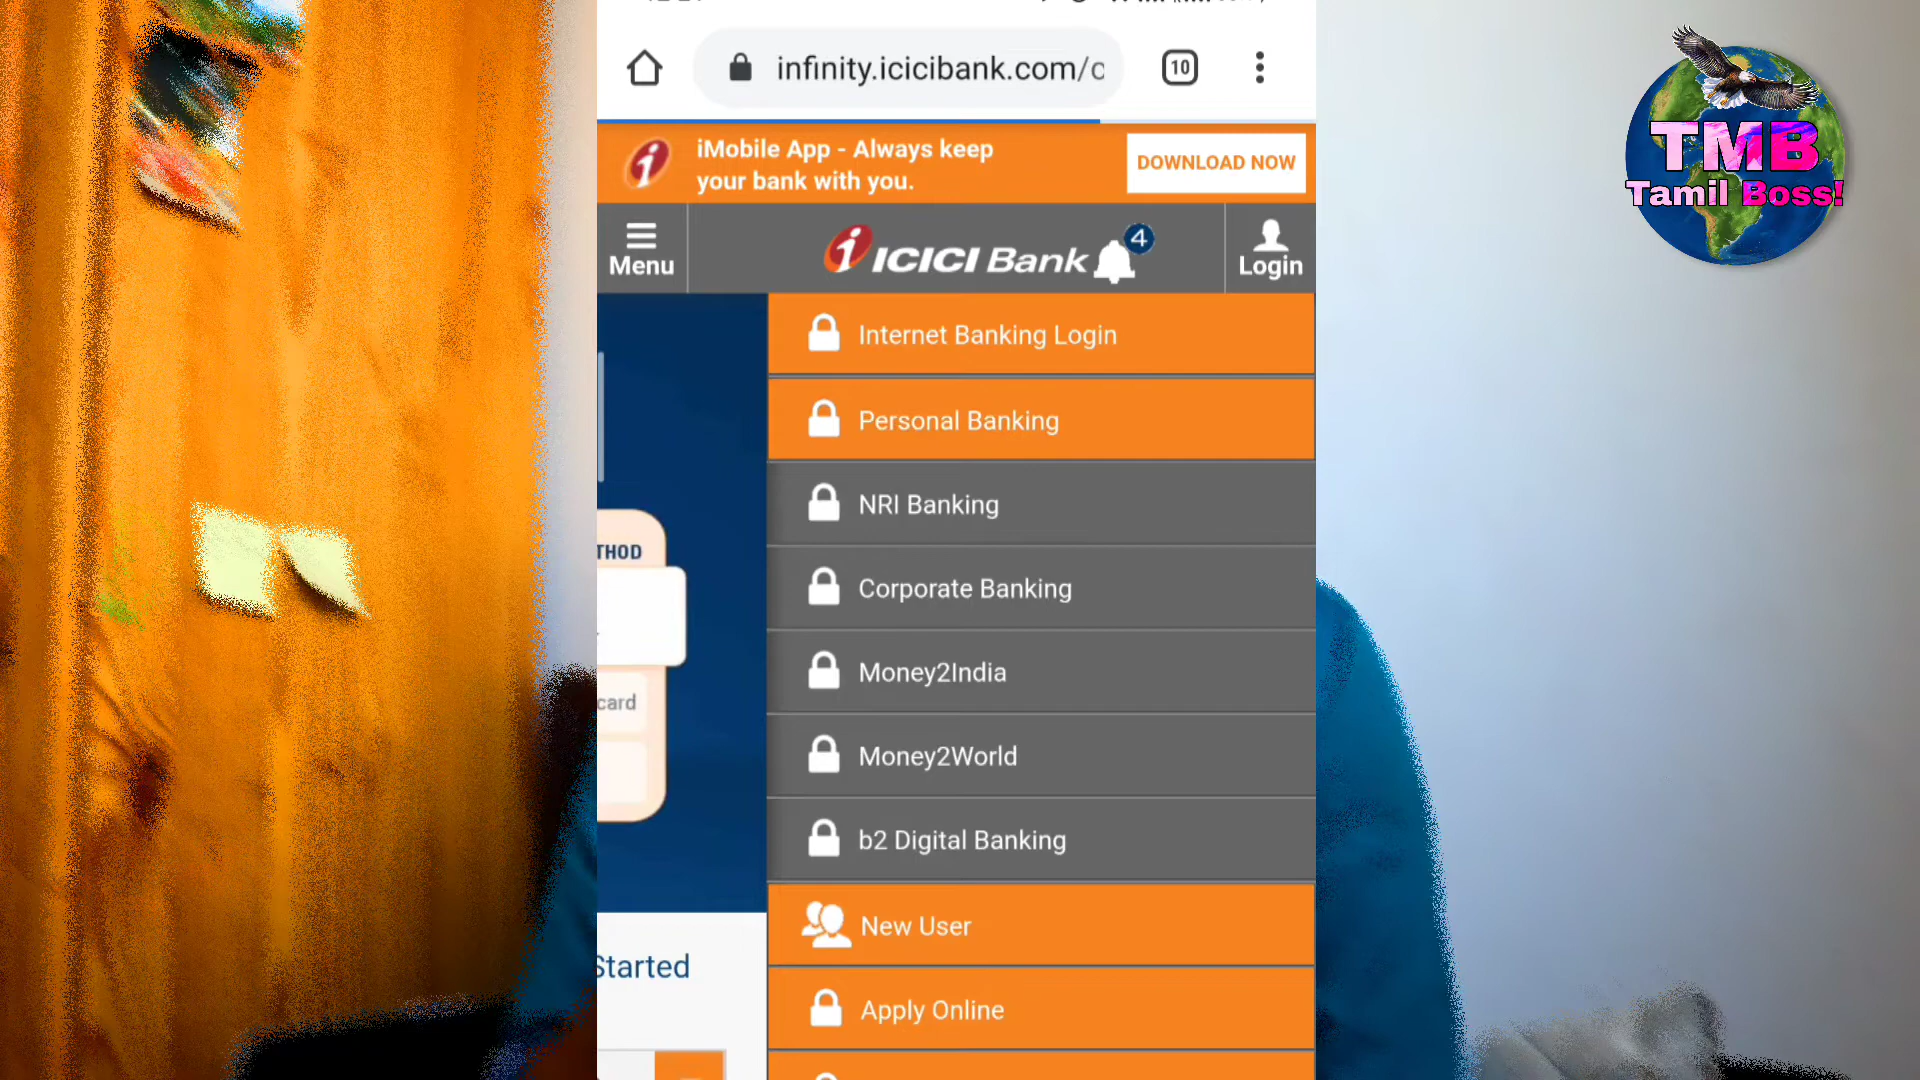 infinity.icicibank.com/c
10
iMobile App - Always keep
your bank with you.
DOWNLOAD NOW
Menu
ICICI Bank
4
Login
Internet Banking Login
Personal Banking
NRI Banking
Corporate Banking
THOD
Money2India
card
Money2World
b2 Digital Banking
New User
Started
Apply Online
TMB
Tamil Boss!